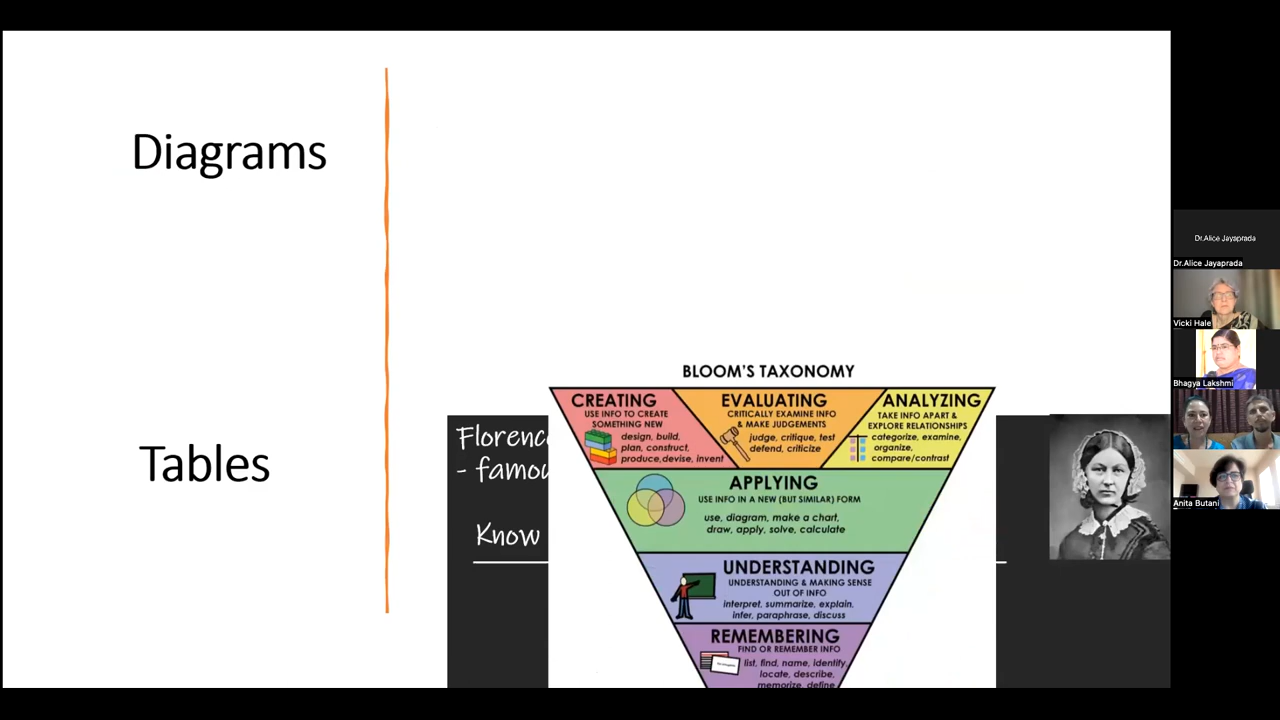 Diagrams
Tables
Florenc
- famou
Know
BLOOM'S TAXONOMY
CREATING
USE INFO TO CREATE
SOMETHING NEW
design, build,
plan, construct,
produce,devise, invent
EVALUATING
CRITICALLY EXAMINE INFO
& MAKE JUDGEMENTS
judge, critique, test
defend, criticize
ANALYZING
TAKE INFO APART &
EXPLORE RELATIONSHIPS
categorize, examine,
organize,
compare/contrast
APPLYING
USE INFO IN A NEW (BUT SIMILAR) FORM
use, diagram, make a chart,
draw, apply, solve, calculate
UNDERSTANDING
UNDERSTANDING & MAKING SENSE
OUT OF INFO
interpret, summarize, explain,
infer, paraphrase, discuss
REMEMBERING
FIND OR REMEMBER INFO
list, find, name, identify,
locate, describe,
memorize, define
Dr.Alice Jayaprada
Dr.Alice Jayaprada
Vicki Hale
Bhagya Lakshmi
Anita Butani